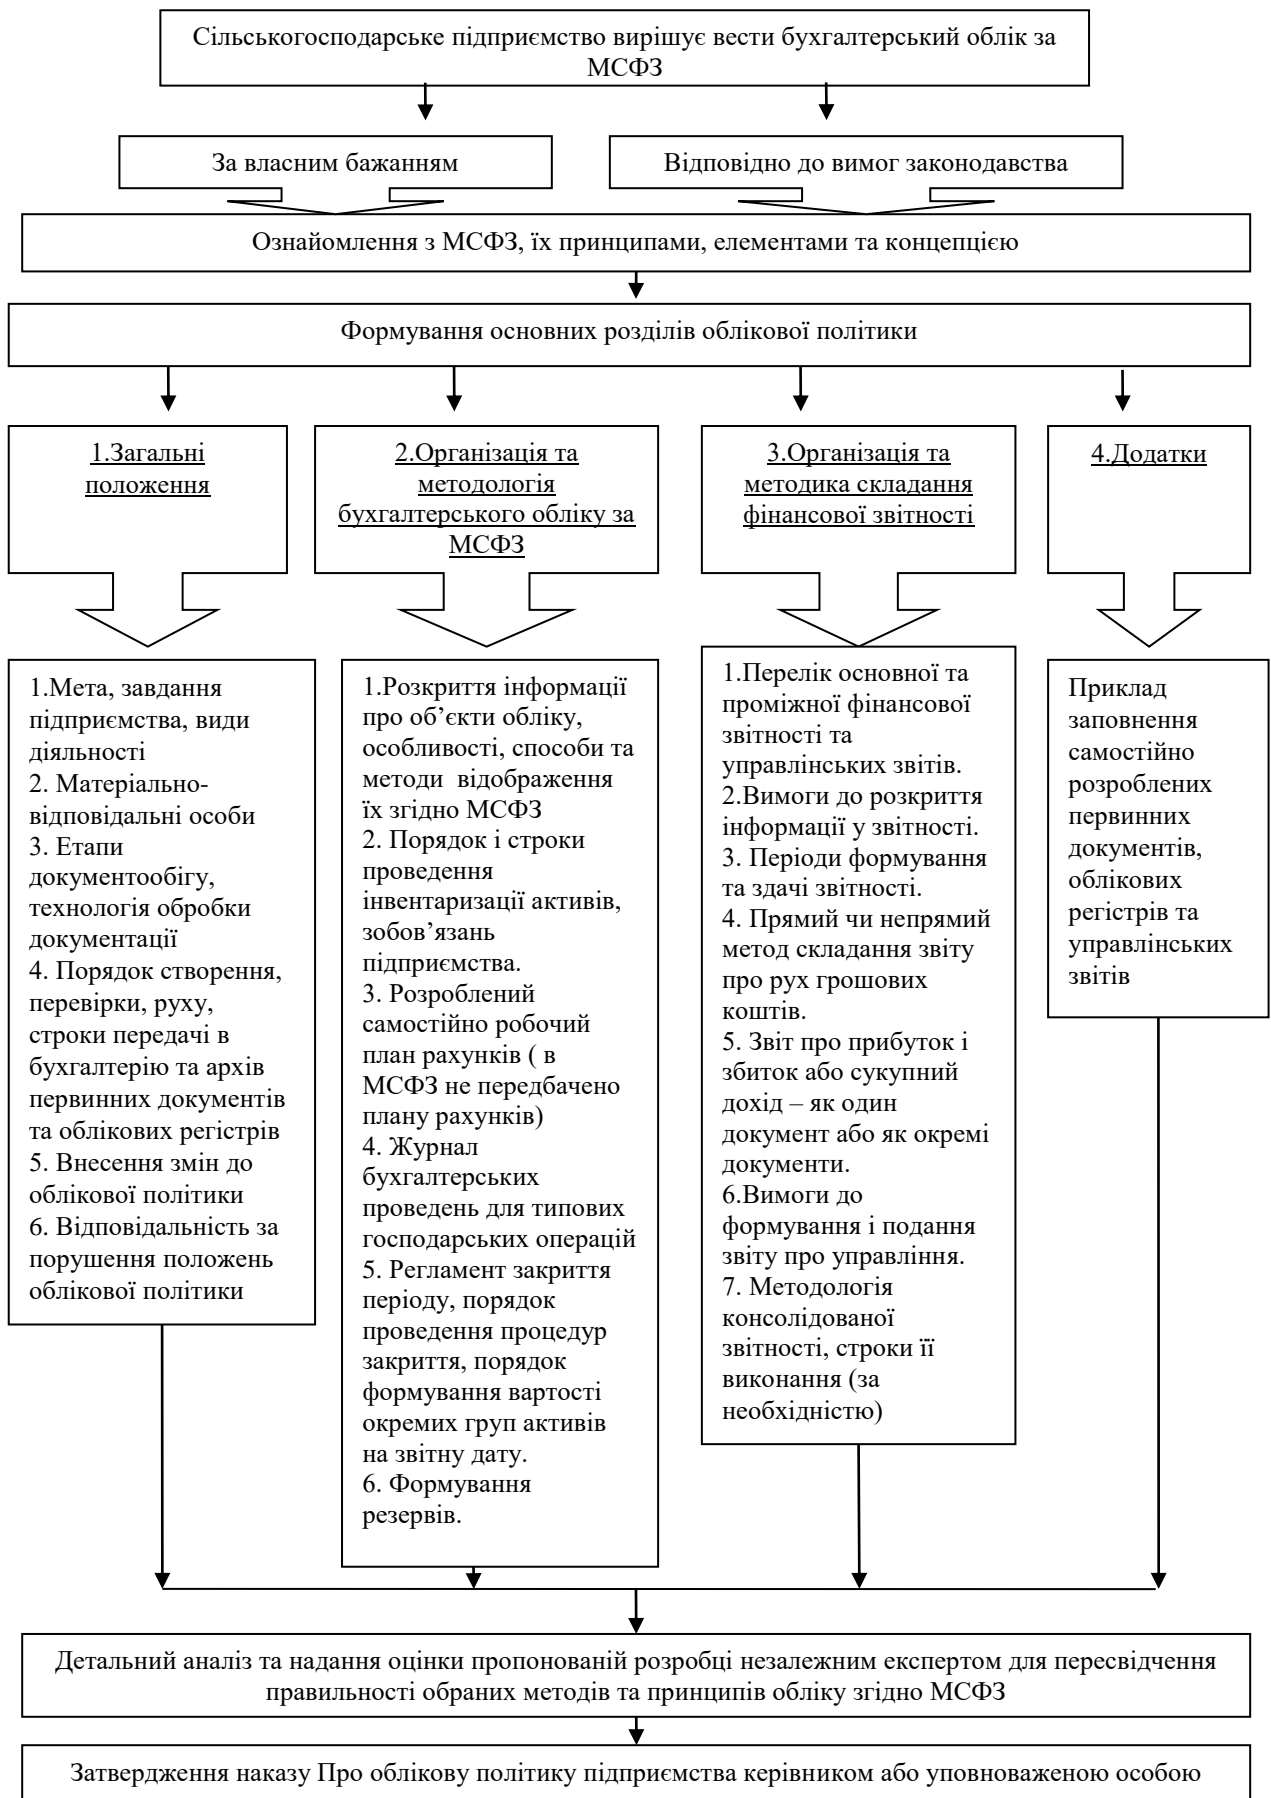 Сільськогосподарське підприємство вирішує вести бухгалтерський облік за
МСФЗ
За власним бажанням
Відповідно до вимог законодавства
Ознайомлення з МСФЗ, їх принципами, елементами та концепцією
Формування основних розділів облікової політики
1.Загальні
положення
2.Організація та
методологія
бухгалтерського обліку за
МСФЗ
3.Організація та
методика складання
фінансової звітності
4.Додатки
1.Мета, завдання
підприємства, види
діяльності
2. Матеріально-
відповідальні особи
3. Етапи
документообігу,
технологія обробки
документації
4. Порядок створення,
перевірки, руху,
строки передачі в
бухгалтерію та архів
первинних документів
та облікових регістрів
5. Внесення змін до
облікової політики
6. Відповідальність за
порушення положень
облікової політики
1.Розкриття інформації
про об’єкти обліку,
особливості, способи та
методи відображення
їх згідно МСФЗ
2. Порядок і строки
проведення
інвентаризації активів,
зобов’язань
підприємства.
3. Розроблений
самостійно робочий
план рахунків ( в
МСФЗ не передбачено
плану рахунків)
4. Журнал
бухгалтерських
проведень для типових
господарських операцій
5. Регламент закриття
періоду, порядок
проведення процедур
закриття, порядок
формування вартості
окремих груп активів
на звітну дату.
6. Формування
резервів.
1.Перелік основної та
проміжної фінансової
звітності та
управлінських звітів.
2.Вимоги до розкриття
інформації у звітності.
3. Періоди формування
та здачі звітності.
4. Прямий чи непрямий
метод складання звіту
про рух грошових
коштів.
5. Звіт про прибуток і
збиток або сукупний
дохід – як один
документ або як окремі
документи.
6.Вимоги до
формування і подання
звіту про управління.
7. Методологія
консолідованої
звітності, строки її
виконання (за
необхідністю)
Приклад
заповнення
самостійно
розроблених
первинних
документів,
облікових
регістрів та
управлінських
звітів
Детальний аналіз та надання оцінки пропонованій розробці незалежним експертом для пересвідчення
правильності обраних методів та принципів обліку згідно МСФЗ
Затвердження наказу Про облікову політику підприємства керівником або уповноваженою особою